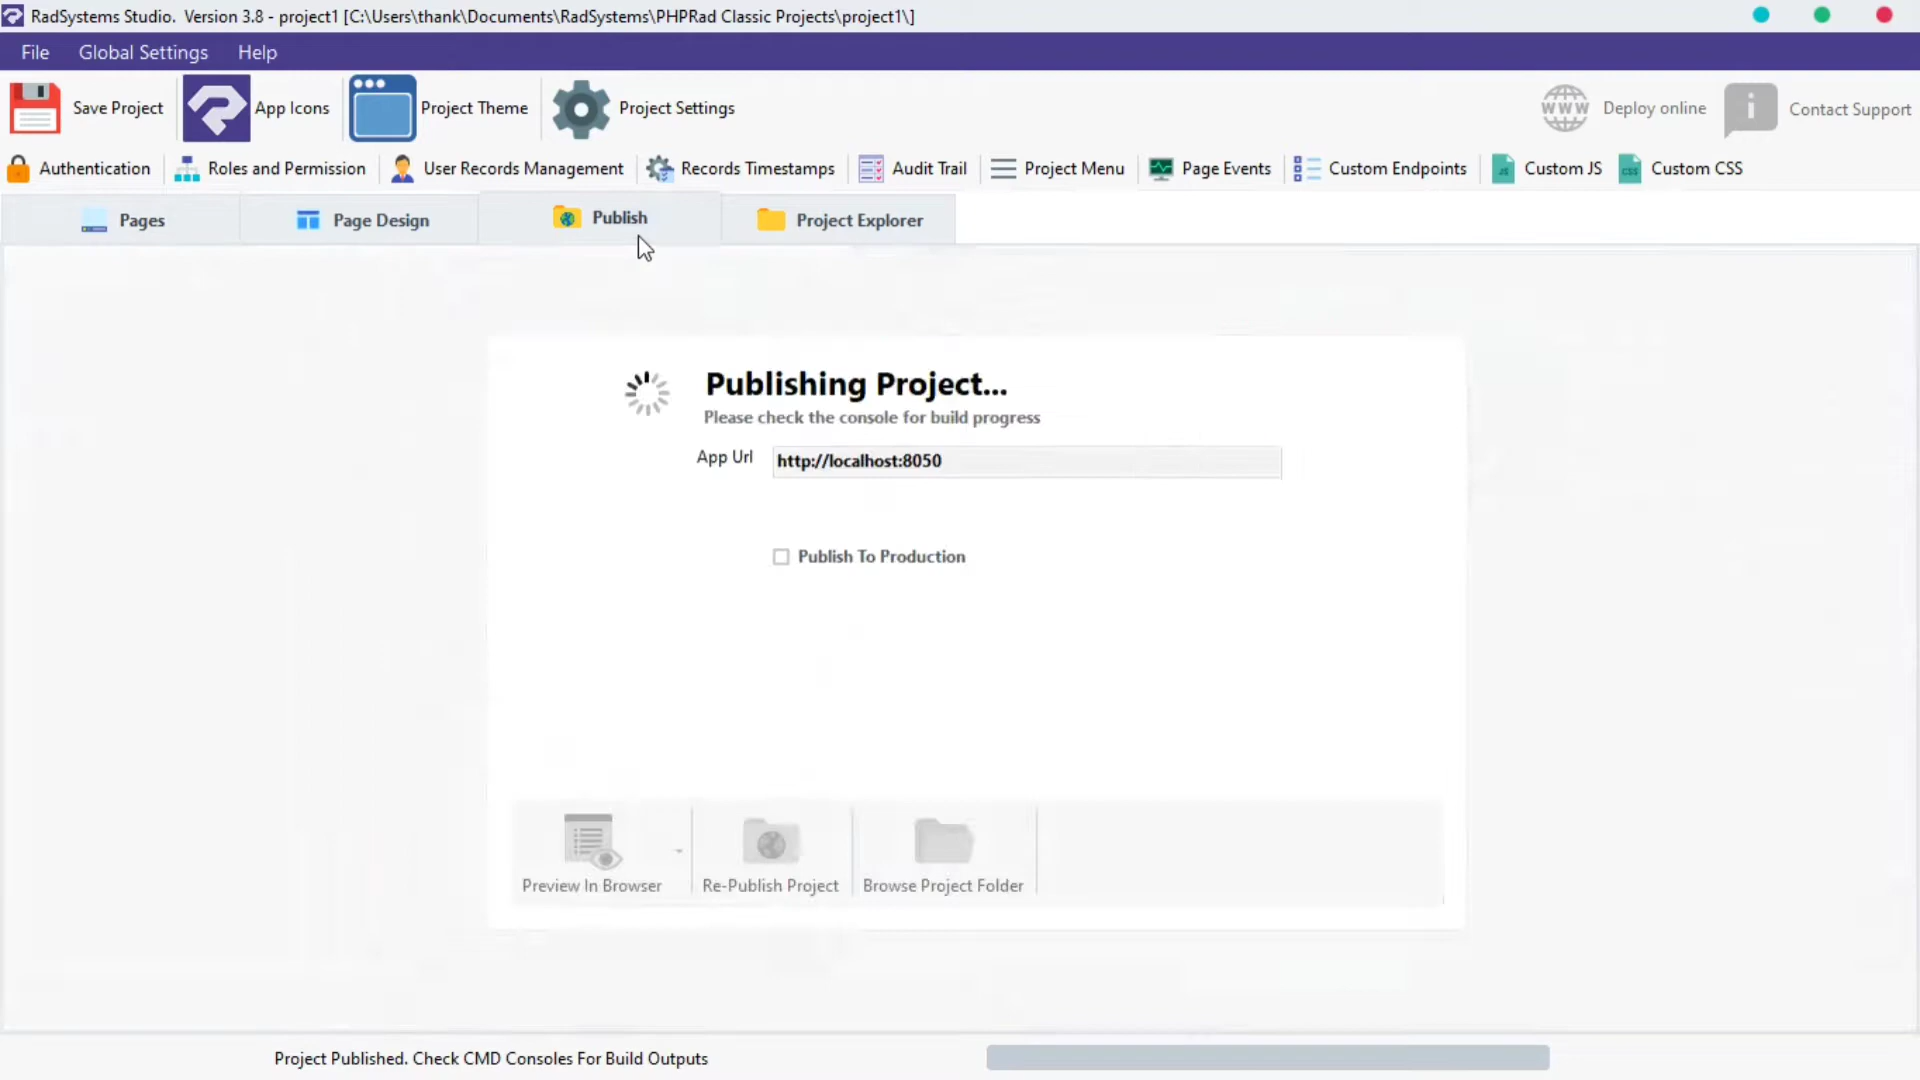 RadSystems Studio. Version 3.8 - project1 [C:\Users\thank\Documents\RadSystems\PHPRad Classic Projects\project1\]
File Global Settings Help
Save Project App Icons Project Theme Project Settings WWW Deploy online i Contact Support
Authentication Roles and Permission User Records Management Records Timestamps Audit Trail Project Menu Page Events Custom Endpoints JS Custom JS CSS Custom CSS
Pages Page Design Publish Project Explorer
Publishing Project...
Please check the console for build progress
App Url http://localhost:8050
Publish To Production
Preview In Browser Re-Publish Project Browse Project Folder
Project Published. Check CMD Consoles For Build Outputs